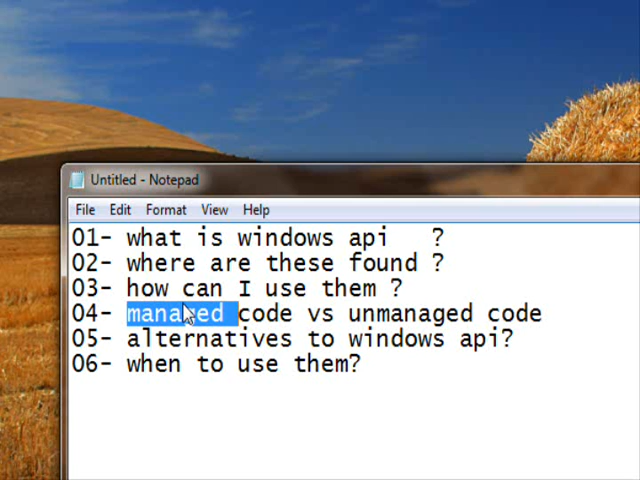 Untitled - Notepad
File Edit Format View Help
01- what is windows api   ?
02- where are these found ?
03- how can I use them ?
04- managed code vs unmanaged code
05- alternatives to windows api?
06- when to use them?